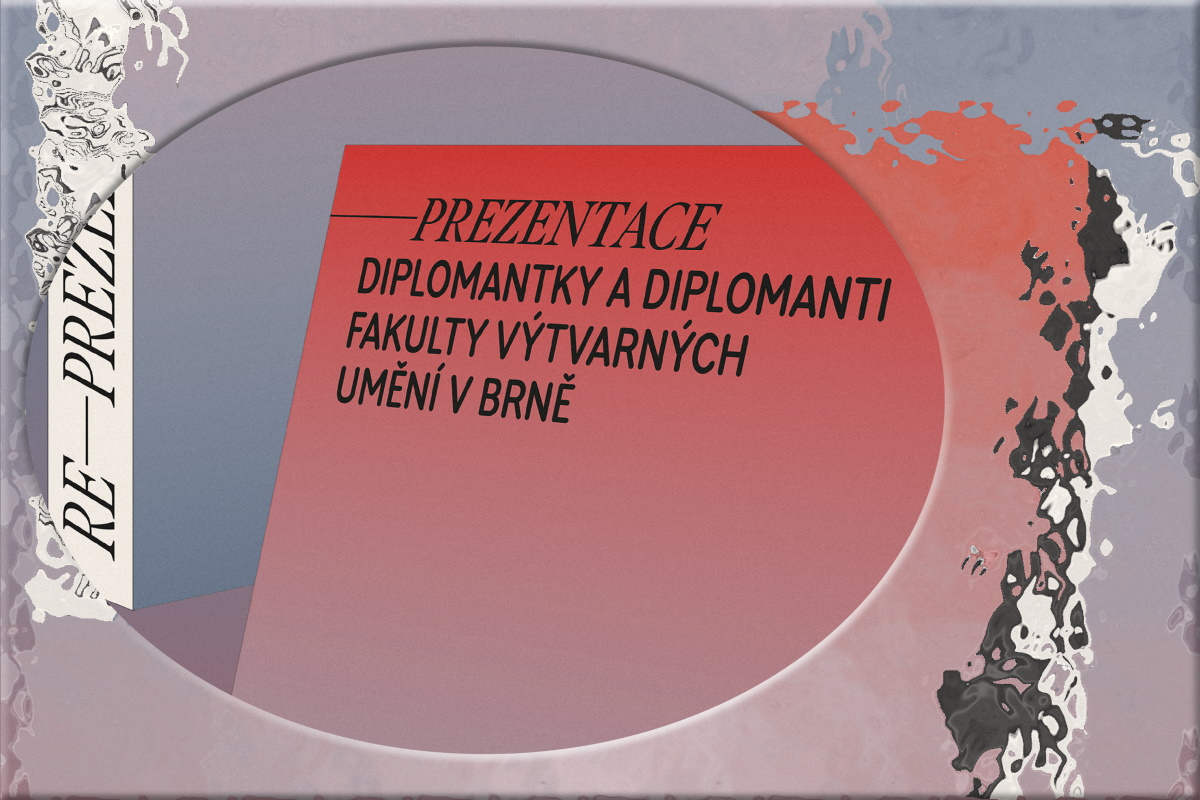 RE—PREZE
—PREZENTACE
DIPLOMANTKY A DIPLOMANTI
FAKULTY VÝTVARNÝCH
UMĚNÍ V BRNĚ